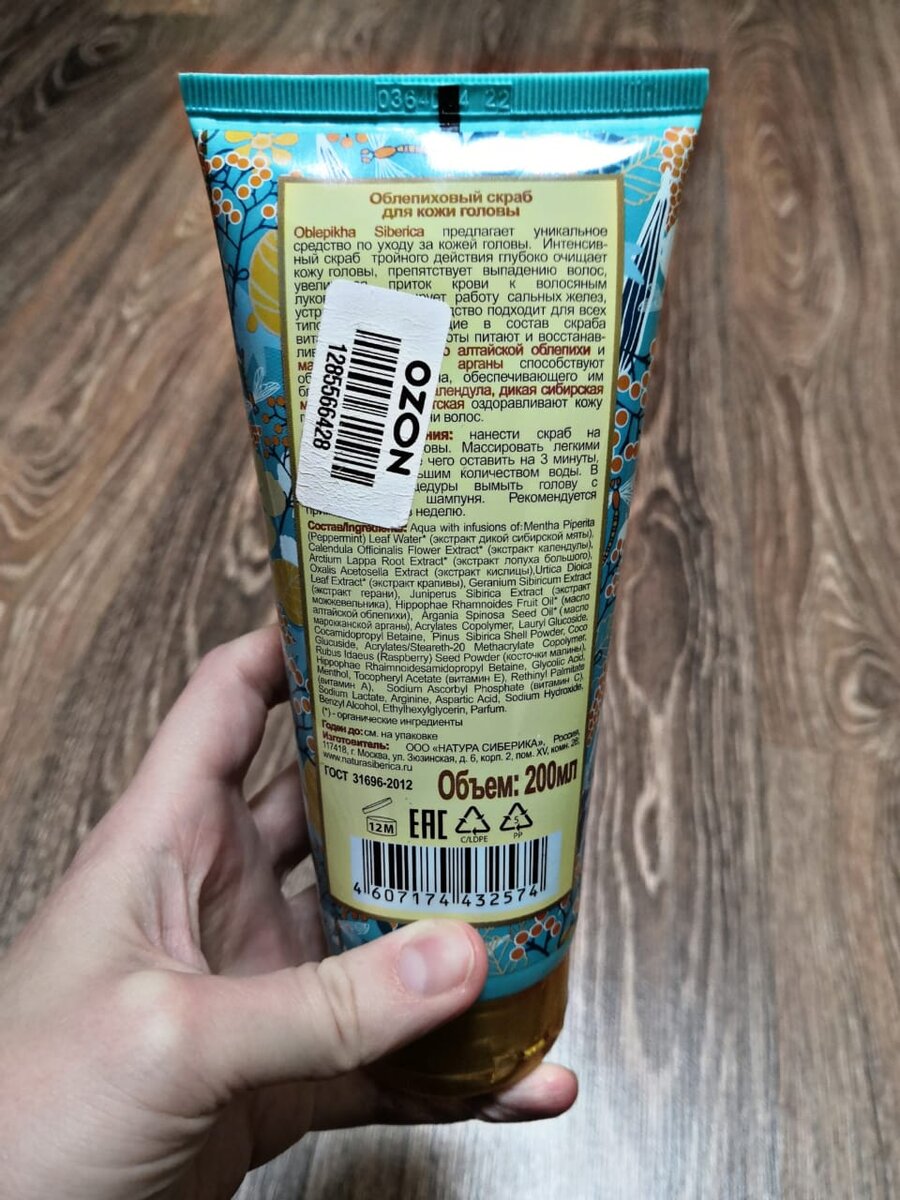 22
Облепиховый скраб
для кожи головы
Oblepikha Siberica предлагает уникальное
средство по уходу за кожей головы. Интенсив-
ный скраб тройного действия глубоко очищает
кожу головы, препятствует выпадению волос,
приток крови к волосяным
работу сальных желез,
подходит для всех
в состав скраба
питают и восстанав-
алтайской облепихи и
арганы способствуют
обеспечивающего им
дикая сибирская
оздоравливают кожу
волос.
нанести скраб на
Массировать легкими
чего оставить на 3 минуты,
количеством воды. В
вымыть голову с
шампуня. Рекомендуется
неделю.
OZON
1285566428
Состав/Ingredients: Aqua with infusions of: Mentha Piperita
(Peppermint) Leaf Water* (экстракт дикой сибирской мяты),
Calendula Officinalis Flower Extract* (экстракт календулы),
Arctium Lappa Root Extract* (экстракт лопуха большого),
Oxalis Acetosella Extract (экстракт кислицы),Urtica Dioica
Leaf Extract* (экстракт крапивы), Geranium Sibiricum Extract
(экстракт герани), Juniperus Sibirica Extract (экстракт
можжевельника), Hippophae Rhamnoides Fruit Oil* (масло
алтайской облепихи), Argania Spinosa Seed Oil* (масло
марокканской арганы), Acrylates Copolymer, Lauryl Glucoside,
Cocamidopropyl Betaine, Pinus Sibirica Shell Powder, Coco
Glucuside, Acrylates/Steareth-20 Methacrylate Copolymer,
Rubus Idaeus (Raspberry) Seed Powder (косточки малины),
Hippophae Rhaimnoidesamidopropyl Betaine, Glycolic Acid,
Menthol, Tocopheryl Acetate (витамин Е), Rethinyl Palmitate
(витамин А), Sodium Ascorbyl Phosphate (витамин С),
Sodium Lactate, Arginine, Aspartic Acid, Sodium Hydroxide,
Benzyl Alcohol, Ethylhexylglycerin, Parfum.
(*) - органические ингредиенты
Годен до: см. на упаковке
Изготовитель: ООО «НАТУРА СИБЕРИКА», Россия,
117418, г. Москва, ул. Зюзинская, д. 6, корп. 2, пом. XV, комн. 28;
www.naturasiberica.ru
ГОСТ 31696-2012 Объем: 200мл
12M EAC C/LDPE 5 PP
4 607174 432574